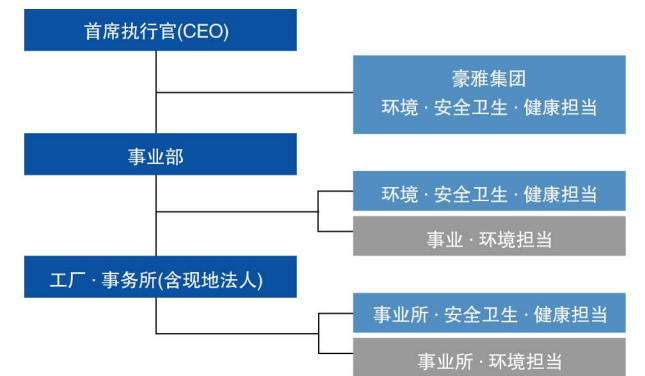 首席执行官(CEO)
豪雅集团
环境 · 安全卫生 · 健康担当
事业部
环境 · 安全卫生 · 健康担当
事业 · 环境担当
工厂 · 事务所(含现地法人)
事业所 · 安全卫生 · 健康担当
事业所 · 环境担当